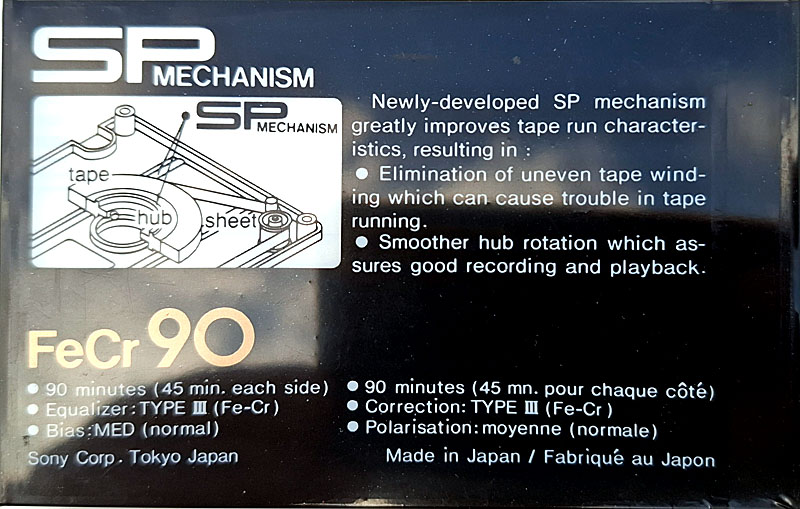 SP MECHANISM
SP MECHANISM
tape
hub
sheet
Newly-developed SP mechanism
greatly improves tape run character-
istics, resulting in :
● Elimination of uneven tape wind-
ing which can cause trouble in tape
running.
● Smoother hub rotation which as-
sures good recording and playback.
FeCr 90
● 90 minutes (45 min. each side)
● Equalizer: TYPE III (Fe-Cr)
● Bias: MED (normal)
Sony Corp. Tokyo Japan
● 90 minutes (45 mn. pour chaque côté)
● Correction: TYPE III (Fe-Cr)
● Polarisation: moyenne (normale)
Made in Japan / Fabriqué au Japon